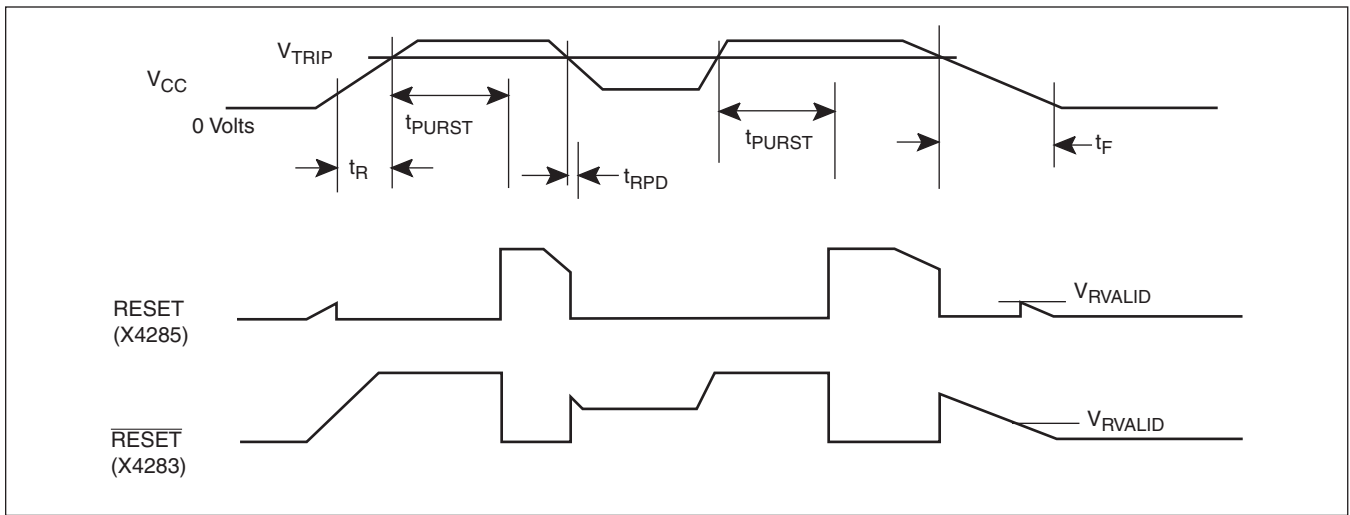 VTRIP
VCC
0 Volts
tPURST
tPURST
tR
tF
tRPD
VRVALID
RESET
(X4285)
VRVALID
RESET
(X4283)